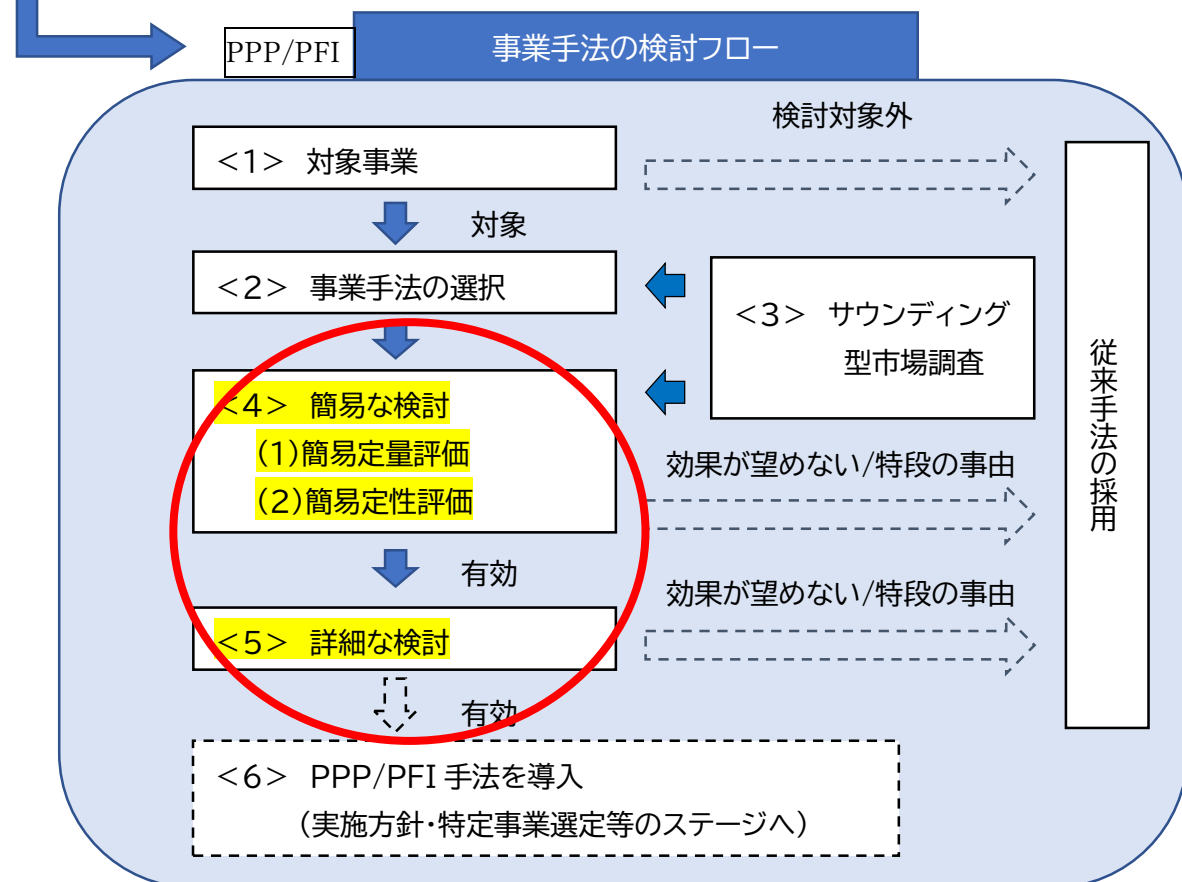 PPP/PFI
事業手法の検討フロー
検討対象外
<1> 対象事業
対象
<2> 事業手法の選択
<3> サウンディング
型市場調査
<4> 簡易な検討
(1)簡易定量評価
(2)簡易定性評価
効果が望めない/特段の事由
有効
効果が望めない/特段の事由
<5> 詳細な検討
有効
<6> PPP/PFI 手法を導入
(実施方針・特定事業選定等のステージへ)
従来手法の採用